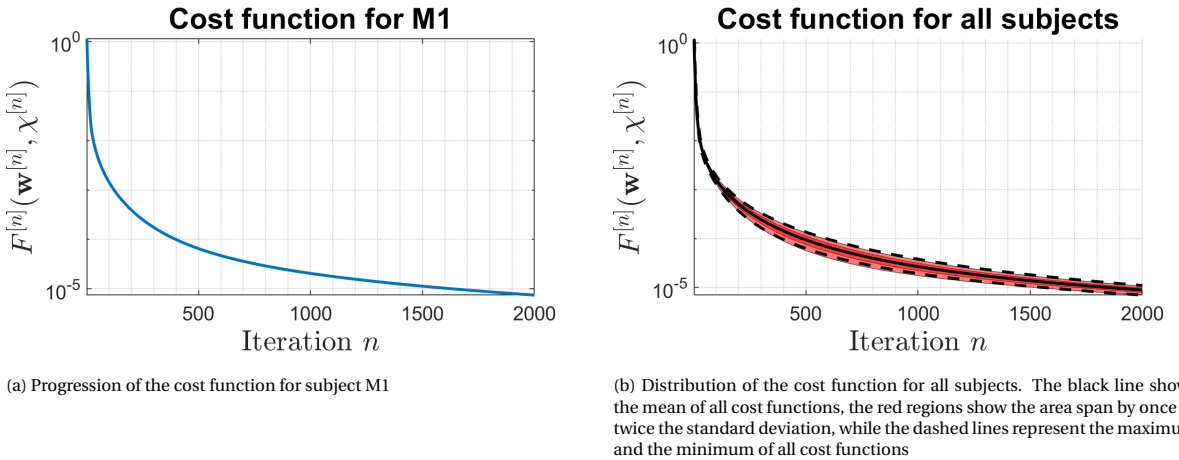 Cost function for M1
10^0
10^{-5}
F^{[n]}(w^{[n]}, χ^{[n]})
500 1000 1500 2000
Iteration n
(a) Progression of the cost function for subject M1
Cost function for all subjects
10^0
10^{-5}
F^{[n]}(w^{[n]}, χ^{[n]})
500 1000 1500 2000
Iteration n
(b) Distribution of the cost function for all subjects. The black line
the mean of all cost functions, the red regions show the area span by once
twice the standard deviation, while the dashed lines represent the
and the minimum of all cost functions